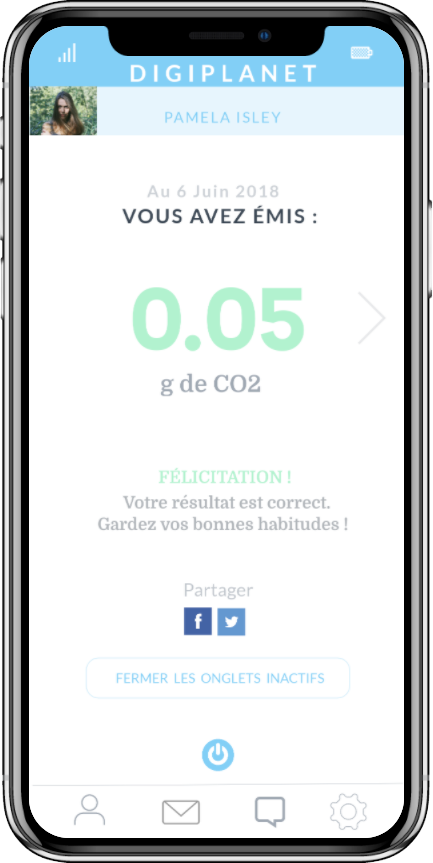 DIGIPLANET
PAMELA ISLEY
Au 6 Juin 2018
VOUS AVEZ ÉMIS :
0.05
g de CO2
FÉLICITATION !
Votre résultat est correct.
Gardez vos bonnes habitudes !
Partager
FERMER LES ONGLETS INACTIFS